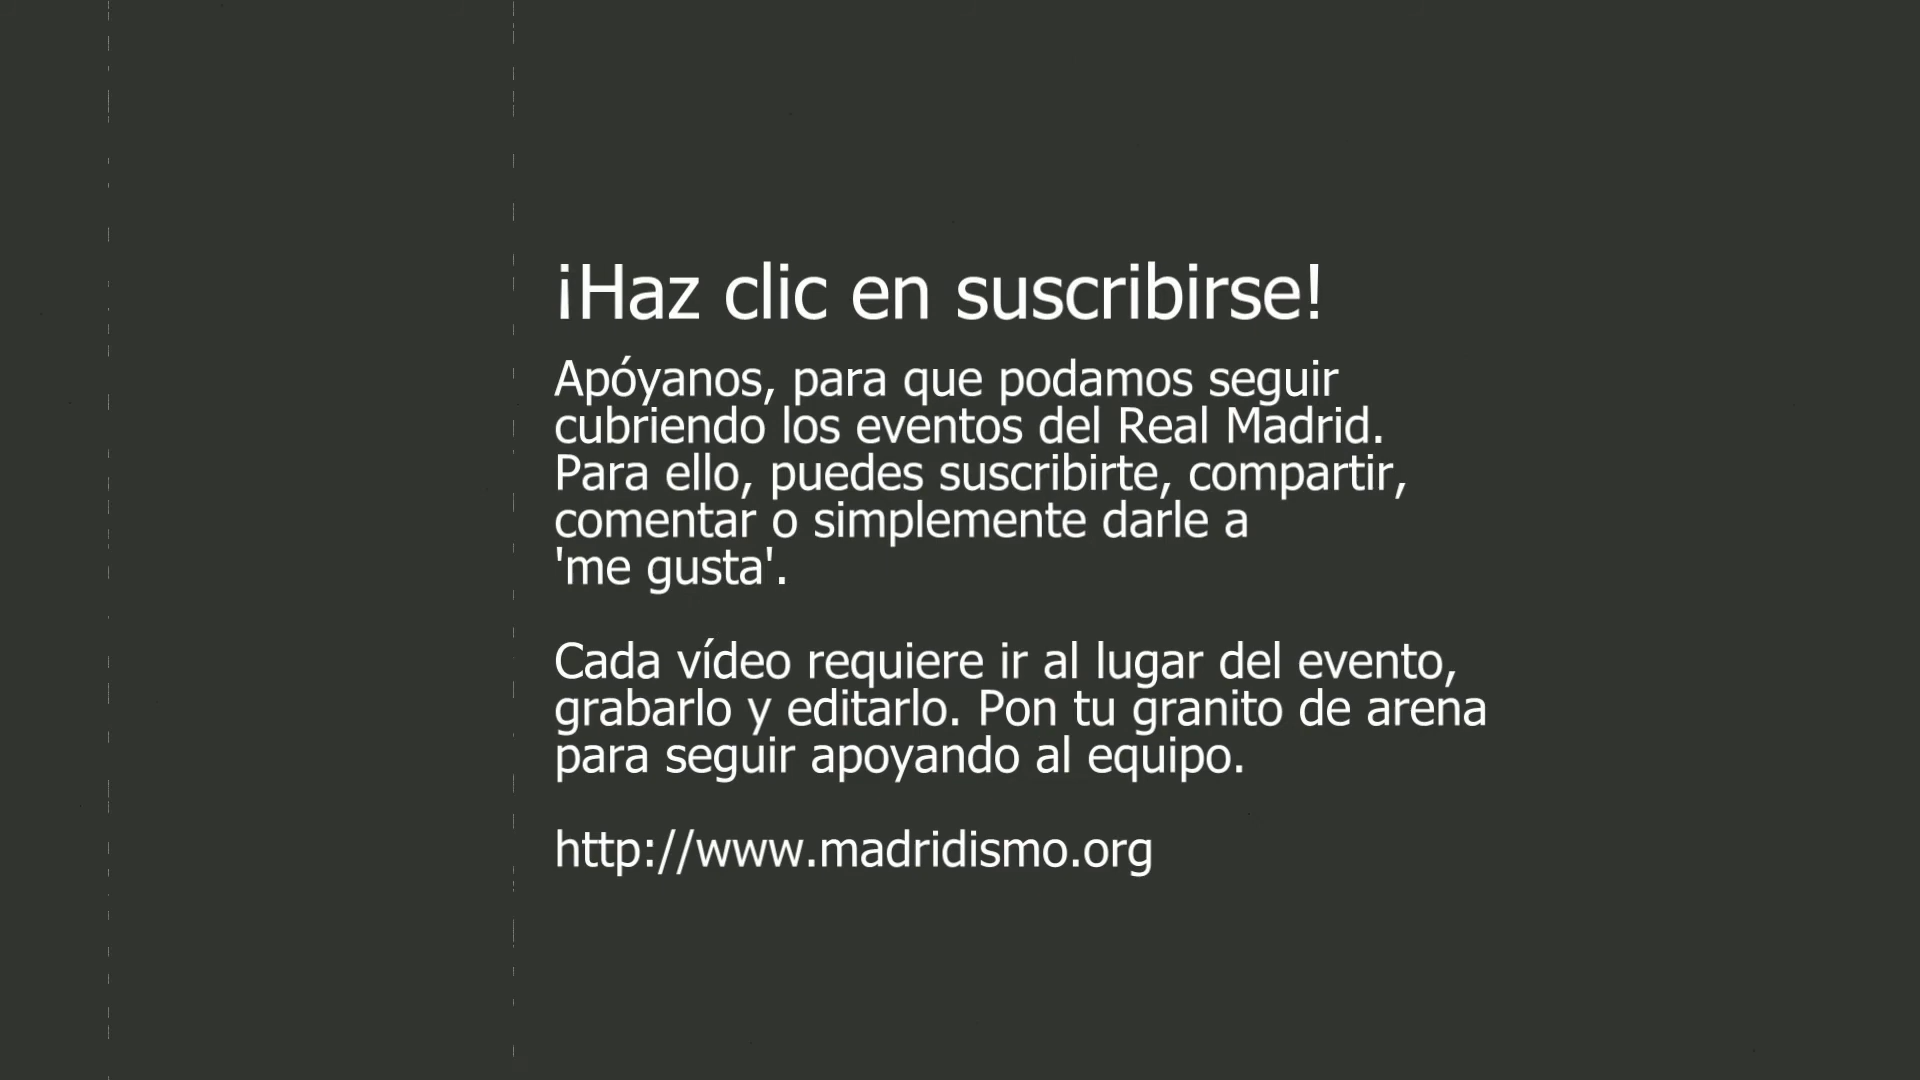 ¡Haz clic en suscribirse!
Apóyanos, para que podamos seguir
cubriendo los eventos del Real Madrid.
Para ello, puedes suscribirte, compartir,
comentar o simplemente darle a
'me gusta'.
Cada vídeo requiere ir al lugar del evento,
grabarlo y editarlo. Pon tu granito de arena
para seguir apoyando al equipo.
http://www.madridismo.org